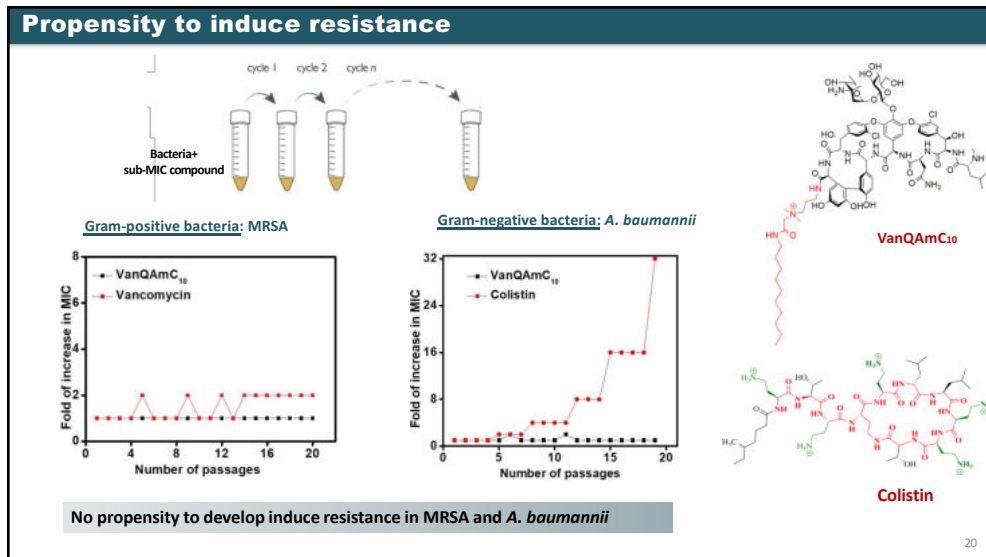 Propensity to induce resistance
20
cycle 1 cycle 2 cycle n
Bacteria+
sub-MIC compound
Gram-positive bacteria: MRSA
Gram-negative bacteria: A. baumannii
VanQAmC₁₀
Vancomycin
Fold of increase in MIC
8
6
4
2
0
0 4 8 12 16 20
Number of passages
VanQAmC₁₀
Colistin
Fold of increase in MIC
32
24
16
8
1
0 5 10 15 20
Number of passages
VanQAmC₁₀
Colistin
No propensity to develop induce resistance in MRSA and A. baumannii
20